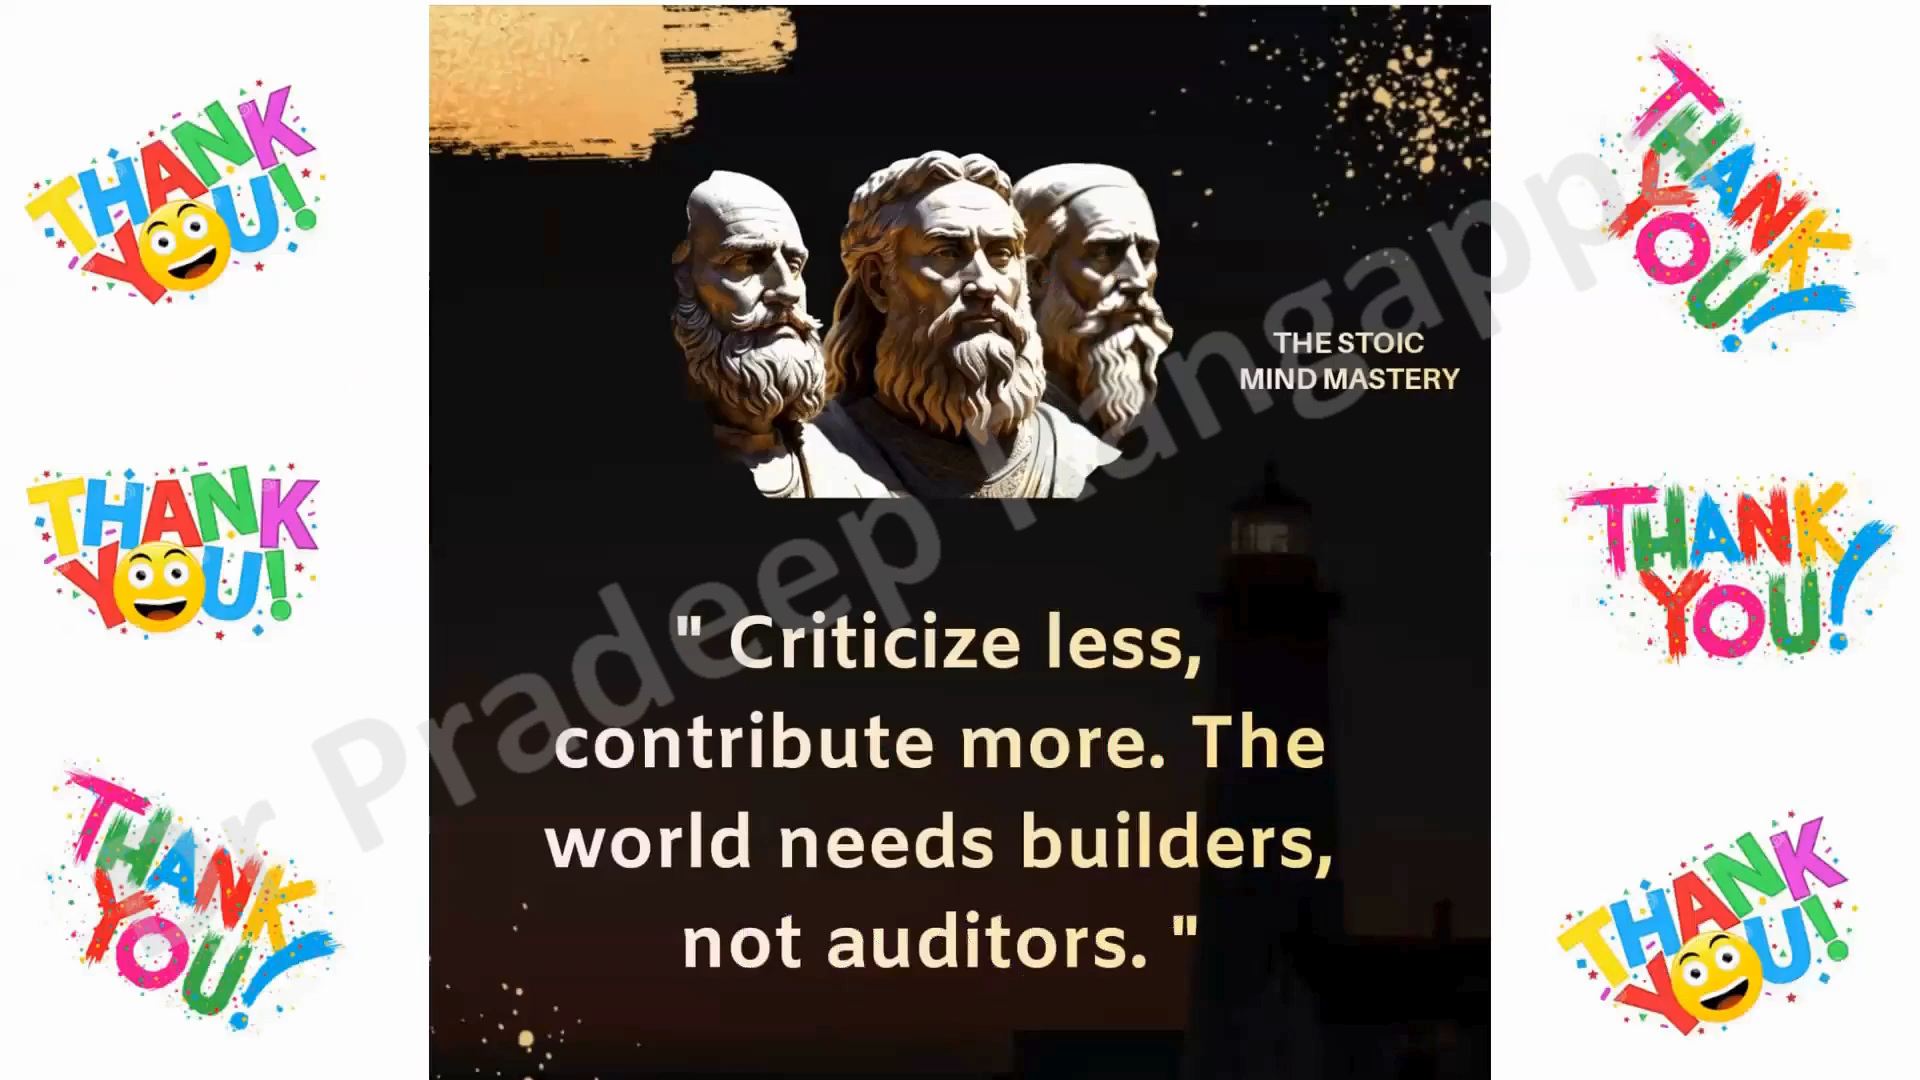 THANK
YOU!
THANK
YOU!
THE STOIC
MIND MASTERY
THANK
YOU!
THANK
YOU!
" Criticize less,
contribute more. The
world needs builders,
not auditors. "
THANK
YOU!
THANK
YOU!
Pradeep